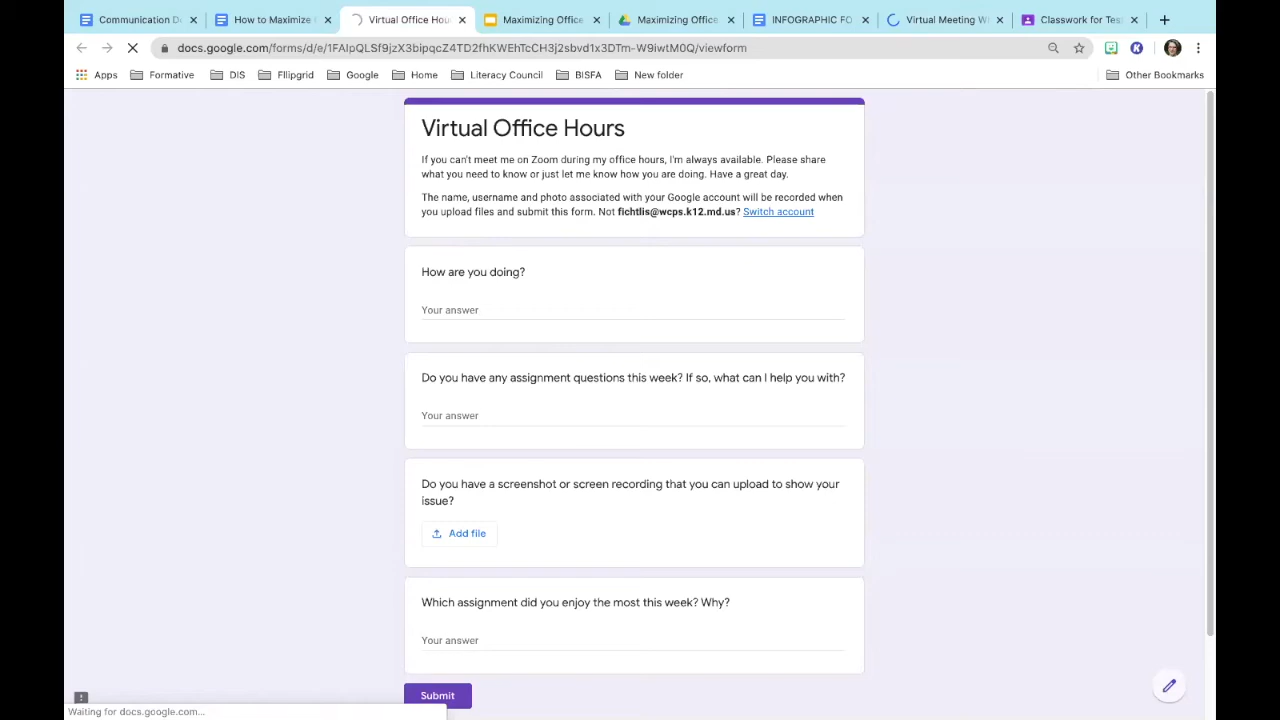 Communication D
How to Maximize
Virtual Office Hou
Maximizing Office
Maximizing Office
INFOGRAPHIC FO
Virtual Meeting W
Classwork for Tes
docs.google.com/forms/d/e/1FAIpQLSf9jzX3bipqcZ4TD2fhKWEhTcCH3j2sbvd1x3DTm-W9iwtM0Q/viewform
K
Apps Formative DIS FlIpgrid Google Home Literacy Council BISFA New folder Other Bookmarks
Virtual Office Hours
If you can't meet me on Zoom during my office hours, I'm always available. Please share
what you need to know or just let me know how you are doing. Have a great day.
The name, username and photo associated with your Google account will be recorded when
you upload files and submit this form. Not fichtlis@wcps.k12.md.us? Switch account
How are you doing?
Your answer
Do you have any assignment questions this week? If so, what can I help you with?
Your answer
Do you have a screenshot or screen recording that you can upload to show your
issue?
Add file
Which assignment did you enjoy the most this week? Why?
Your answer
Submit
Waiting for docs.google.com...